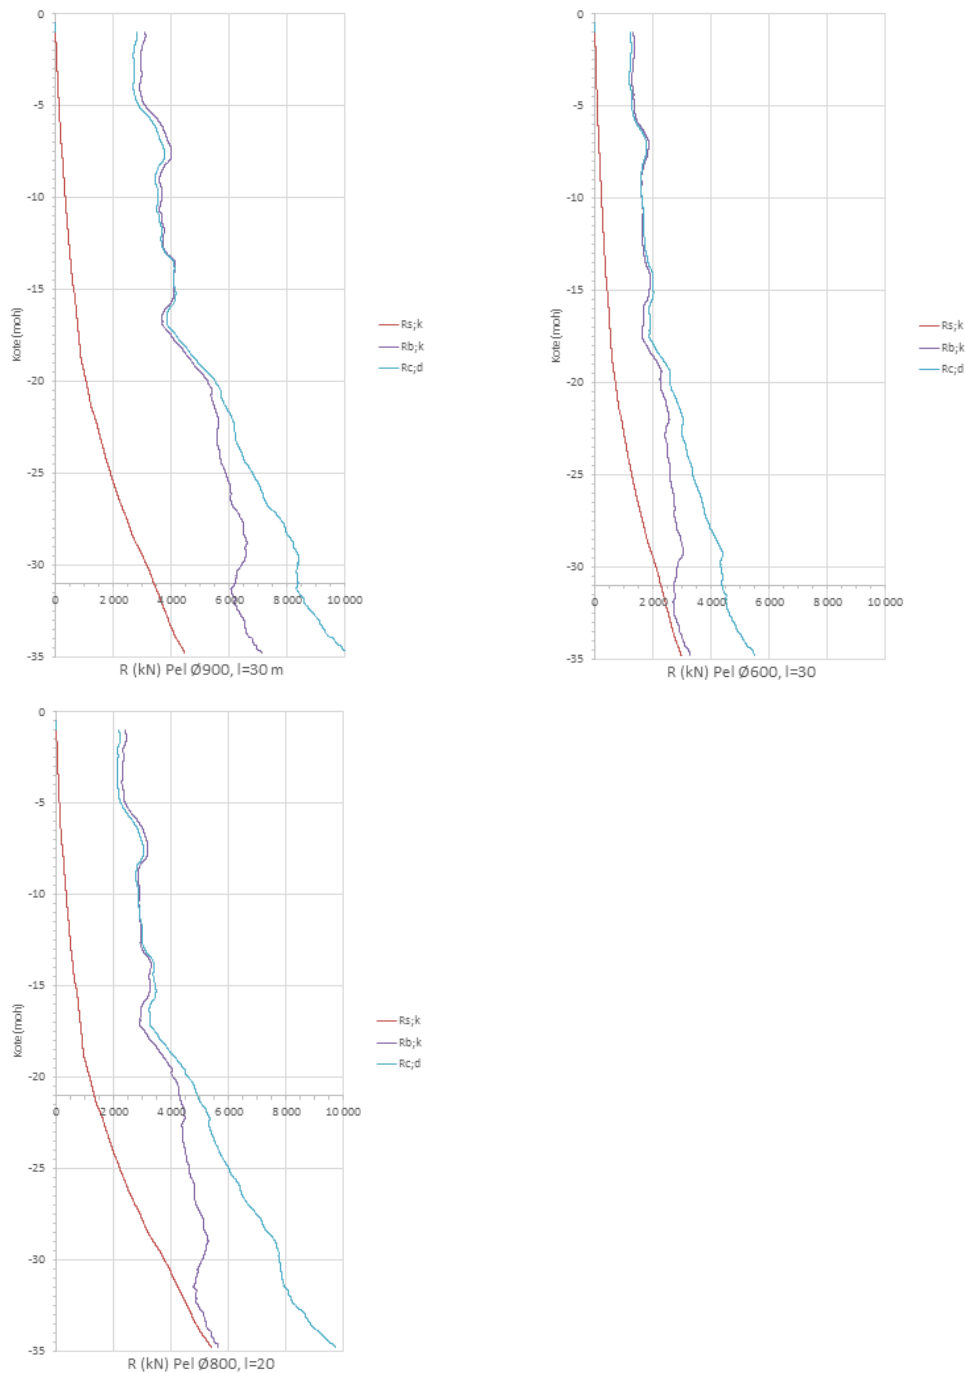 0
-5
-10
-15
-20
-25
-30
-35
Kote (moh)
0
2 000
4 000
6 000
8 000
10 000
R (kN) Pel Ø900, l=30 m
Rs;k
Rb;k
Rc;d
0
-5
-10
-15
-20
-25
-30
-35
Kote (moh)
0
2 000
4 000
6 000
8 000
10 000
R (kN) Pel Ø600, l=30
Rs;k
Rb;k
Rc;d
0
-5
-10
-15
-20
-25
-30
-35
Kote (moh)
0
2 000
4 000
6 000
8 000
10 000
R (kN) Pel Ø800, l=20
Rs;k
Rb;k
Rc;d